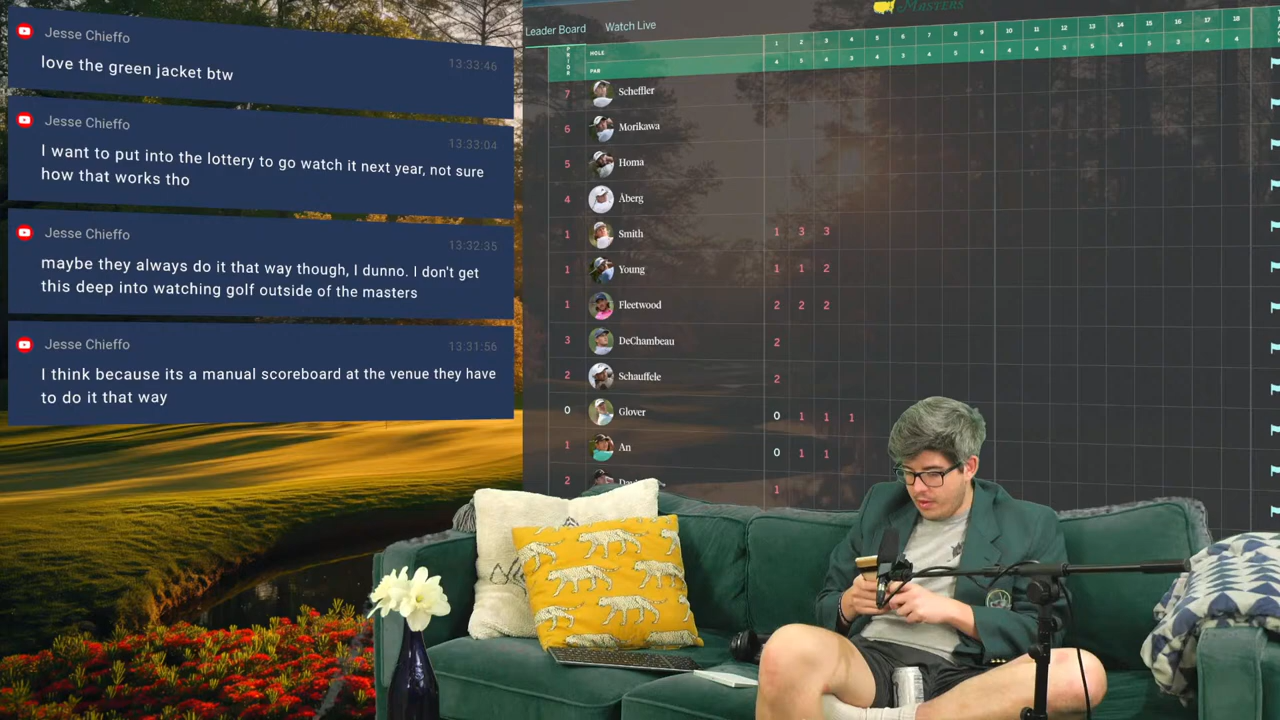 Jesse Chieffo
13:33:46
love the green jacket btw
Jesse Chieffo
13:33:04
I want to put into the lottery to go watch it next year, not sure
how that works tho
Jesse Chieffo
13:32:35
maybe they always do it that way though, I dunno. I don't get
this deep into watching golf outside of the masters
Jesse Chieffo
13:31:56
I think because its a manual scoreboard at the venue they have
to do it that way
Masters
Leader Board Watch Live
PRIOR
HOLE 1 2 3 4 5 6 7 8 9 10 11 12 13 14 15 16 17 18
PAR 4 5 4 3 4 3 4 5 4 4 4 3 5 4 5 3 4 4
7 Scheffler
6 Morikawa
5 Homa
4 Åberg
1 Smith 1 3 3
1 Young 1 1 2
1 Fleetwood 2 2 2
3 DeChambeau 2
2 Schauffele 2
0 Glover 0 1 1 1
1 An 0 1 1
2 1